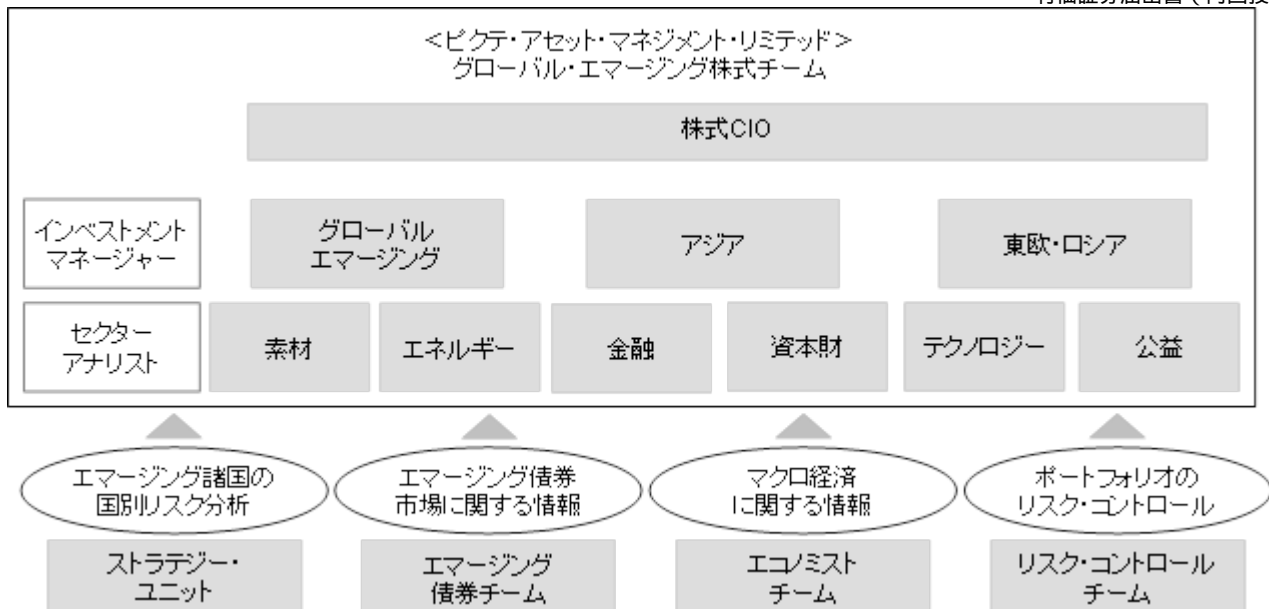 <ピクテ・アセット・マネジメント・リミテッド>
グローバル・エマージング株式チーム
株式CIO
インベストメント
マネージャー
グローバル
エマージング
アジア
東欧・ロシア
セクター
アナリスト
素材
エネルギー
金融
資本財
テクノロジー
公益
エマージング諸国の
国別リスク分析
エマージング債券
市場に関する情報
マクロ経済
に関する情報
ポートフォリオの
リスク・コントロール
ストラテジー・
ユニット
エマージング
債券チーム
エコノミスト
チーム
リスク・コントロール
チーム